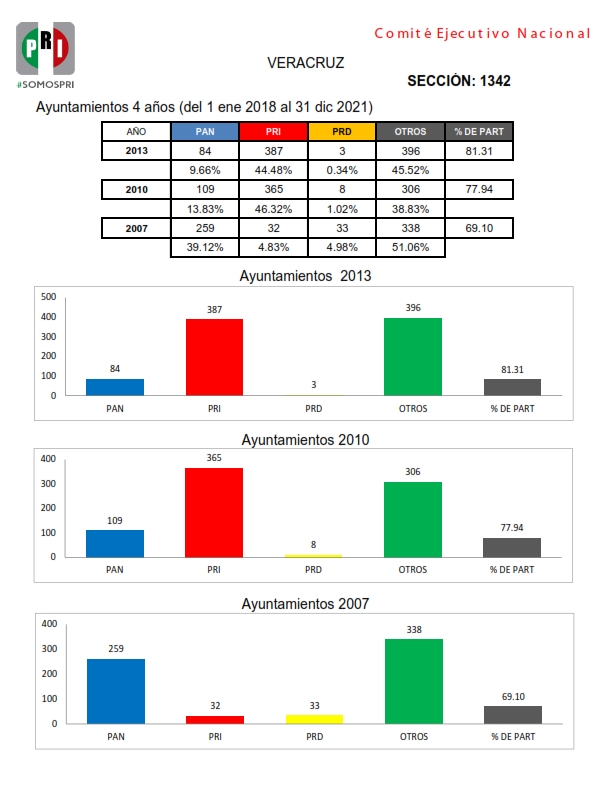 PRI
#SOMOSPRI
Comité Ejecutivo Nacional
VERACRUZ
SECCIÒN: 1342
Ayuntamientos 4 años (del 1 ene 2018 al 31 dic 2021)
AÑO PAN PRI PRD OTROS % DE PART
2013 84 387 3 396 81.31
9.66% 44.48% 0.34% 45.52%
2010 109 365 8 306 77.94
13.83% 46.32% 1.02% 38.83%
2007 259 32 33 338 69.10
39.12% 4.83% 4.98% 51.06%
Ayuntamientos 2013
500
400
300
200
100
0
84
387
3
396
81.31
PAN PRI PRD OTROS % DE PART
Ayuntamientos 2010
400
300
200
100
0
109
365
8
306
77.94
PAN PRI PRD OTROS % DE PART
Ayuntamientos 2007
400
300
200
100
0
259
32
33
338
69.10
PAN PRI PRD OTROS % DE PART